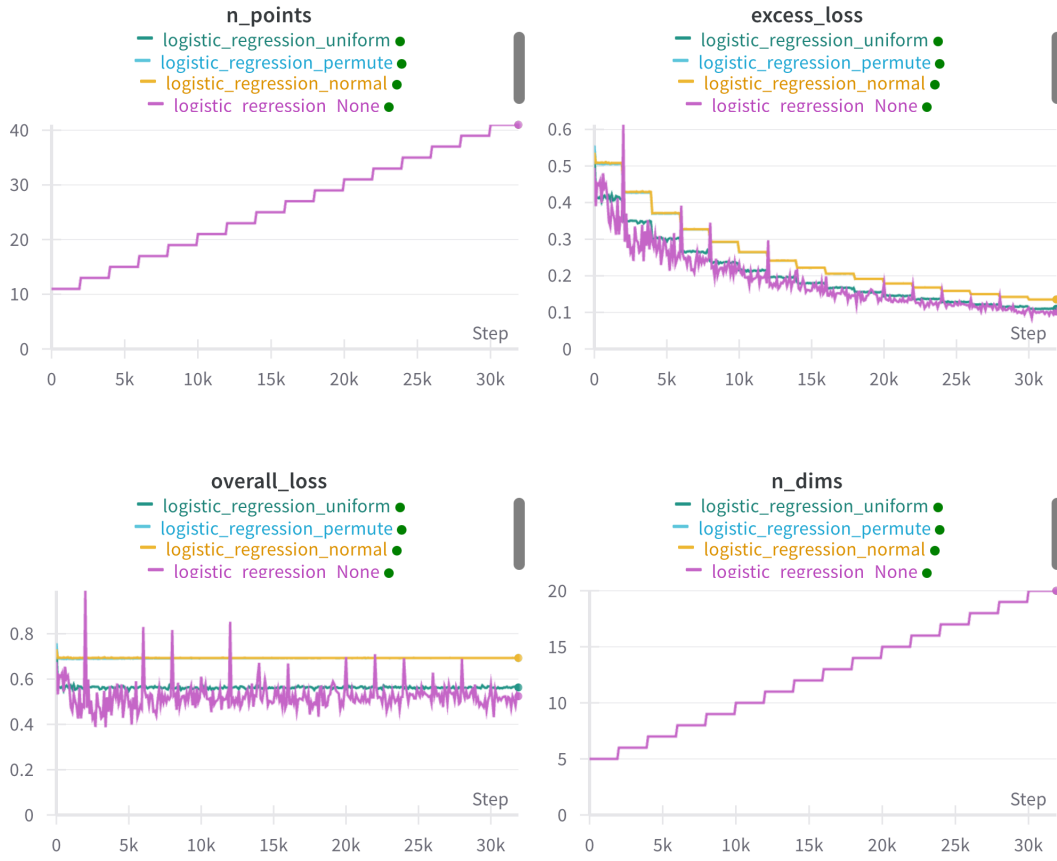 n_points
logistic_regression_uniform
logistic_regression_permute
logistic_regression_normal
logistic_regression_None
40
30
20
10
0
Step
0 5k 10k 15k 20k 25k 30k
excess_loss
logistic_regression_uniform
logistic_regression_permute
logistic_regression_normal
logistic_regression_None
0.6
0.5
0.4
0.3
0.2
0.1
0
Step
0 5k 10k 15k 20k 25k 30k
overall_loss
logistic_regression_uniform
logistic_regression_permute
logistic_regression_normal
logistic_regression_None
0.8
0.6
0.4
0.2
0
Step
0 5k 10k 15k 20k 25k 30k
n_dims
logistic_regression_uniform
logistic_regression_permute
logistic_regression_normal
logistic_regression_None
20
15
10
5
0
Step
0 5k 10k 15k 20k 25k 30k